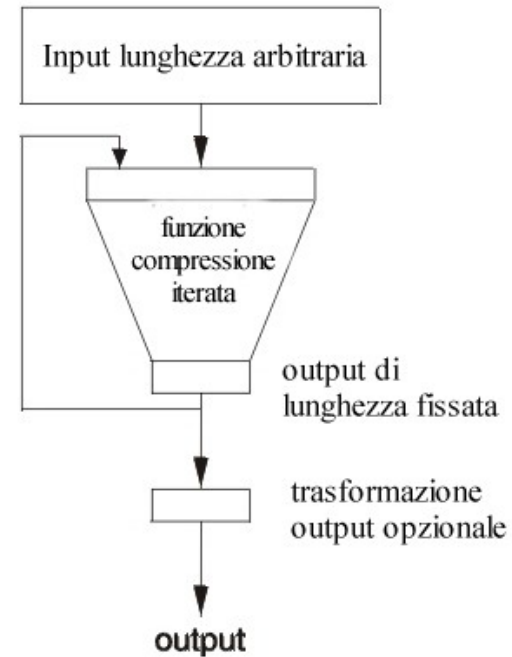 Input lunghezza arbitraria
funzione
compressione
iterata
output di
lunghezza fissata
trasformazione
output opzionale
output